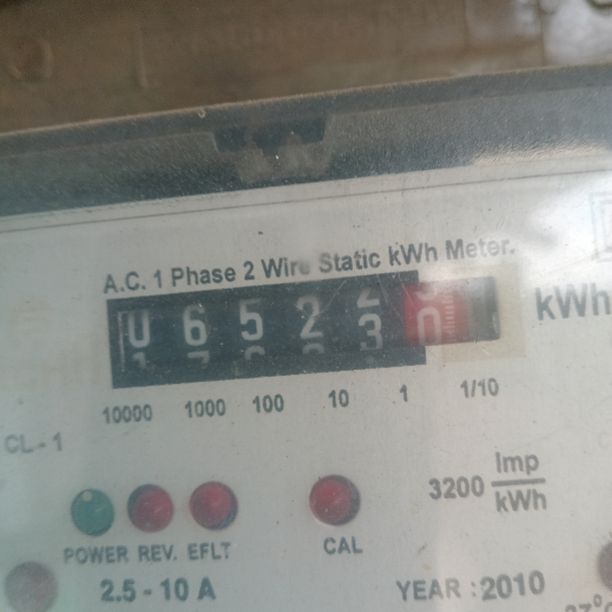 A.C. 1 Phase 2 Wire Static kWh Meter.
0 6 5 2 3 0 kWh
10000 1000 100 10 1 1/10
CL-1
3200 Imp/kWh
POWER REV. EFLT CAL
2.5 - 10 A YEAR : 2010